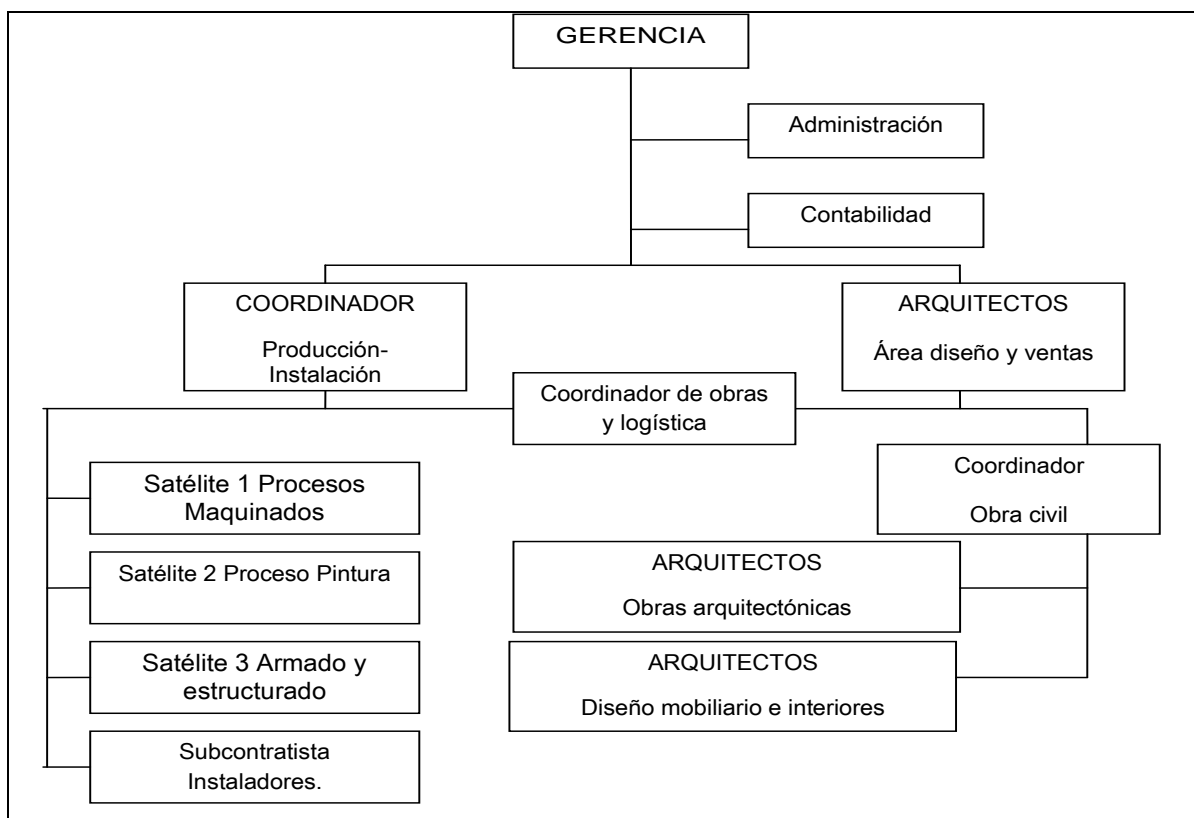 GERENCIA
Administración
Contabilidad
COORDINADOR
Producción-
Instalación
ARQUITECTOS
Área diseño y ventas
Coordinador de obras
y logística
Coordinador
Obra civil
Satélite 1 Procesos
Maquinados
Satélite 2 Proceso Pintura
Satélite 3 Armado y
estructurado
Subcontratista
Instaladores.
ARQUITECTOS
Obras arquitectónicas
ARQUITECTOS
Diseño mobiliario e interiores